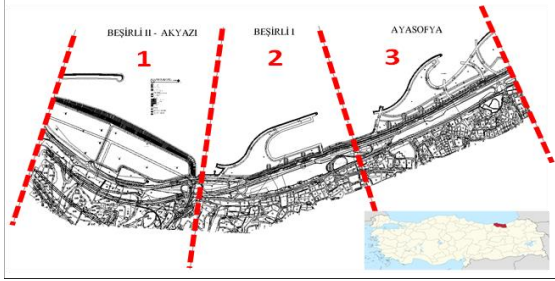 BEŞİRLİ II - AKYAZI
BEŞİRLİ I
AYASOFYA
1
2
3